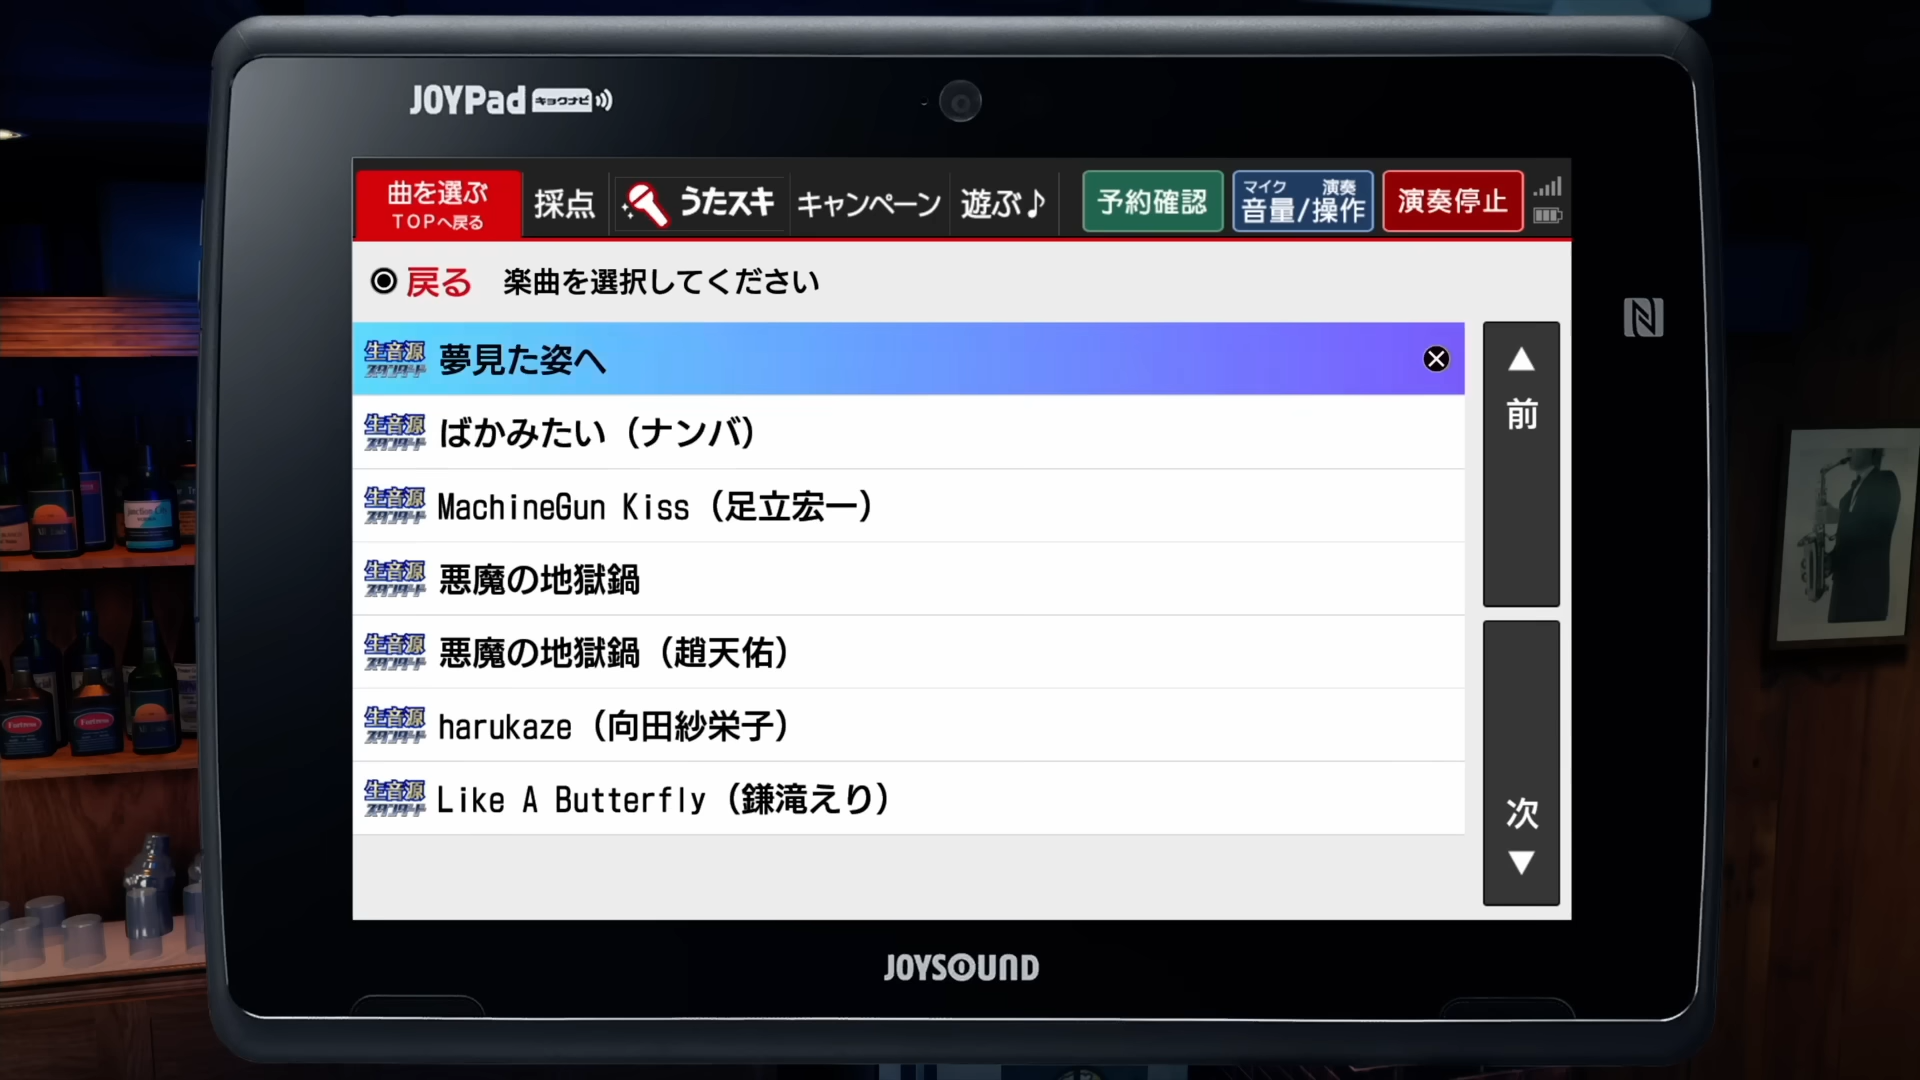 JOYPad キョクナビ
曲を選ぶ
TOPへ戻る
採点
うたスキ
キャンペーン
遊ぶ♪
予約確認
マイク 演奏
音量/操作
演奏停止
戻る 楽曲を選択してください
生音源 スタンダード 夢見た姿へ
生音源 スタンダード ばかみたい（ナンバ）
生音源 スタンダード MachineGun Kiss（足立宏一）
生音源 スタンダード 悪魔の地獄鍋
生音源 スタンダード 悪魔の地獄鍋（趙天佑）
生音源 スタンダード harukaze（向田紗栄子）
生音源 スタンダード Like A Butterfly（鎌滝えり）
▲
前
次
▼
JOYSOUND
Fortress
Fortress